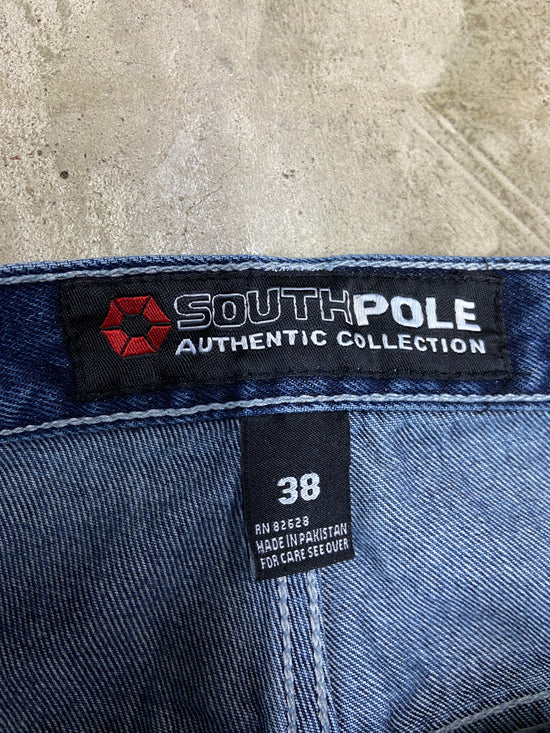 SOUTHPOLE
AUTHENTIC COLLECTION
38
RN 82628
MADE IN PAKISTAN
FOR CARE SEE OVER